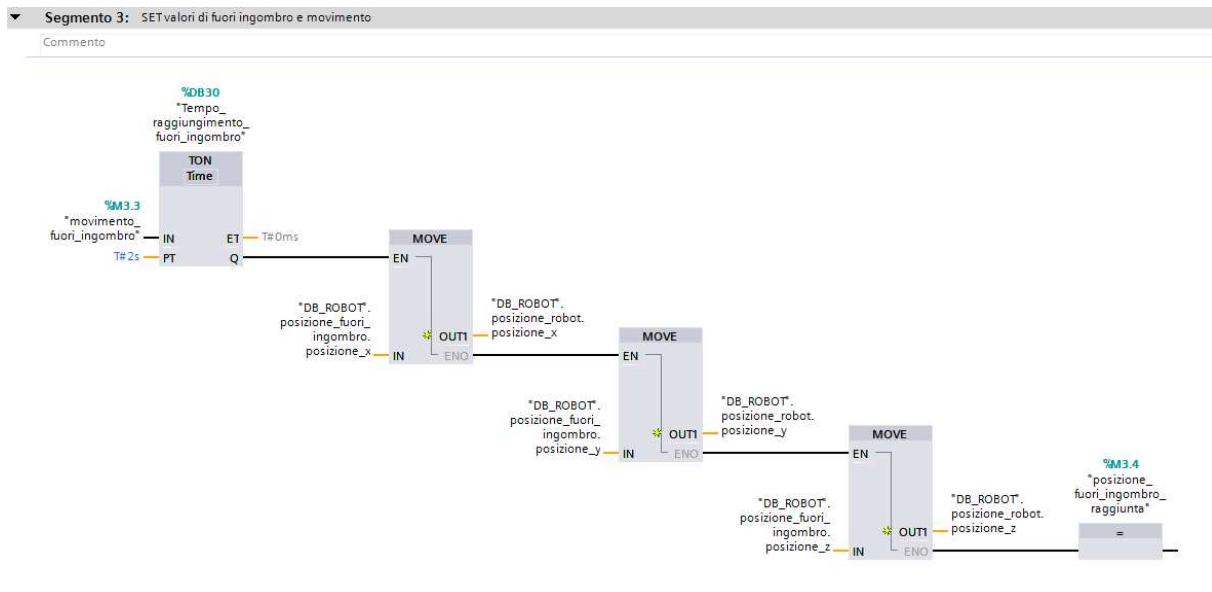 Segmento 3: SET valori di fuori ingombro e movimento
Commento
%DB30
"Tempo_
raggiungimento_
fuori_ingombro"
TON
Time
%M3.3
"movimento_
fuori_ingombro"
IN
ET
T#0ms
T#2s
PT
Q
MOVE
EN
"DB_ROBOT".
posizione_fuori_
ingombro.
posizione_x
IN
OUT1
ENO
"DB_ROBOT".
posizione_robot.
posizione_x
MOVE
EN
"DB_ROBOT".
posizione_fuori_
ingombro.
posizione_y
IN
OUT1
ENO
"DB_ROBOT".
posizione_robot.
posizione_y
MOVE
EN
"DB_ROBOT".
posizione_fuori_
ingombro.
posizione_z
IN
OUT1
ENO
"DB_ROBOT".
posizione_robot.
posizione_z
%M3.4
"posizione_
fuori_ingombro_
raggiunta"
=